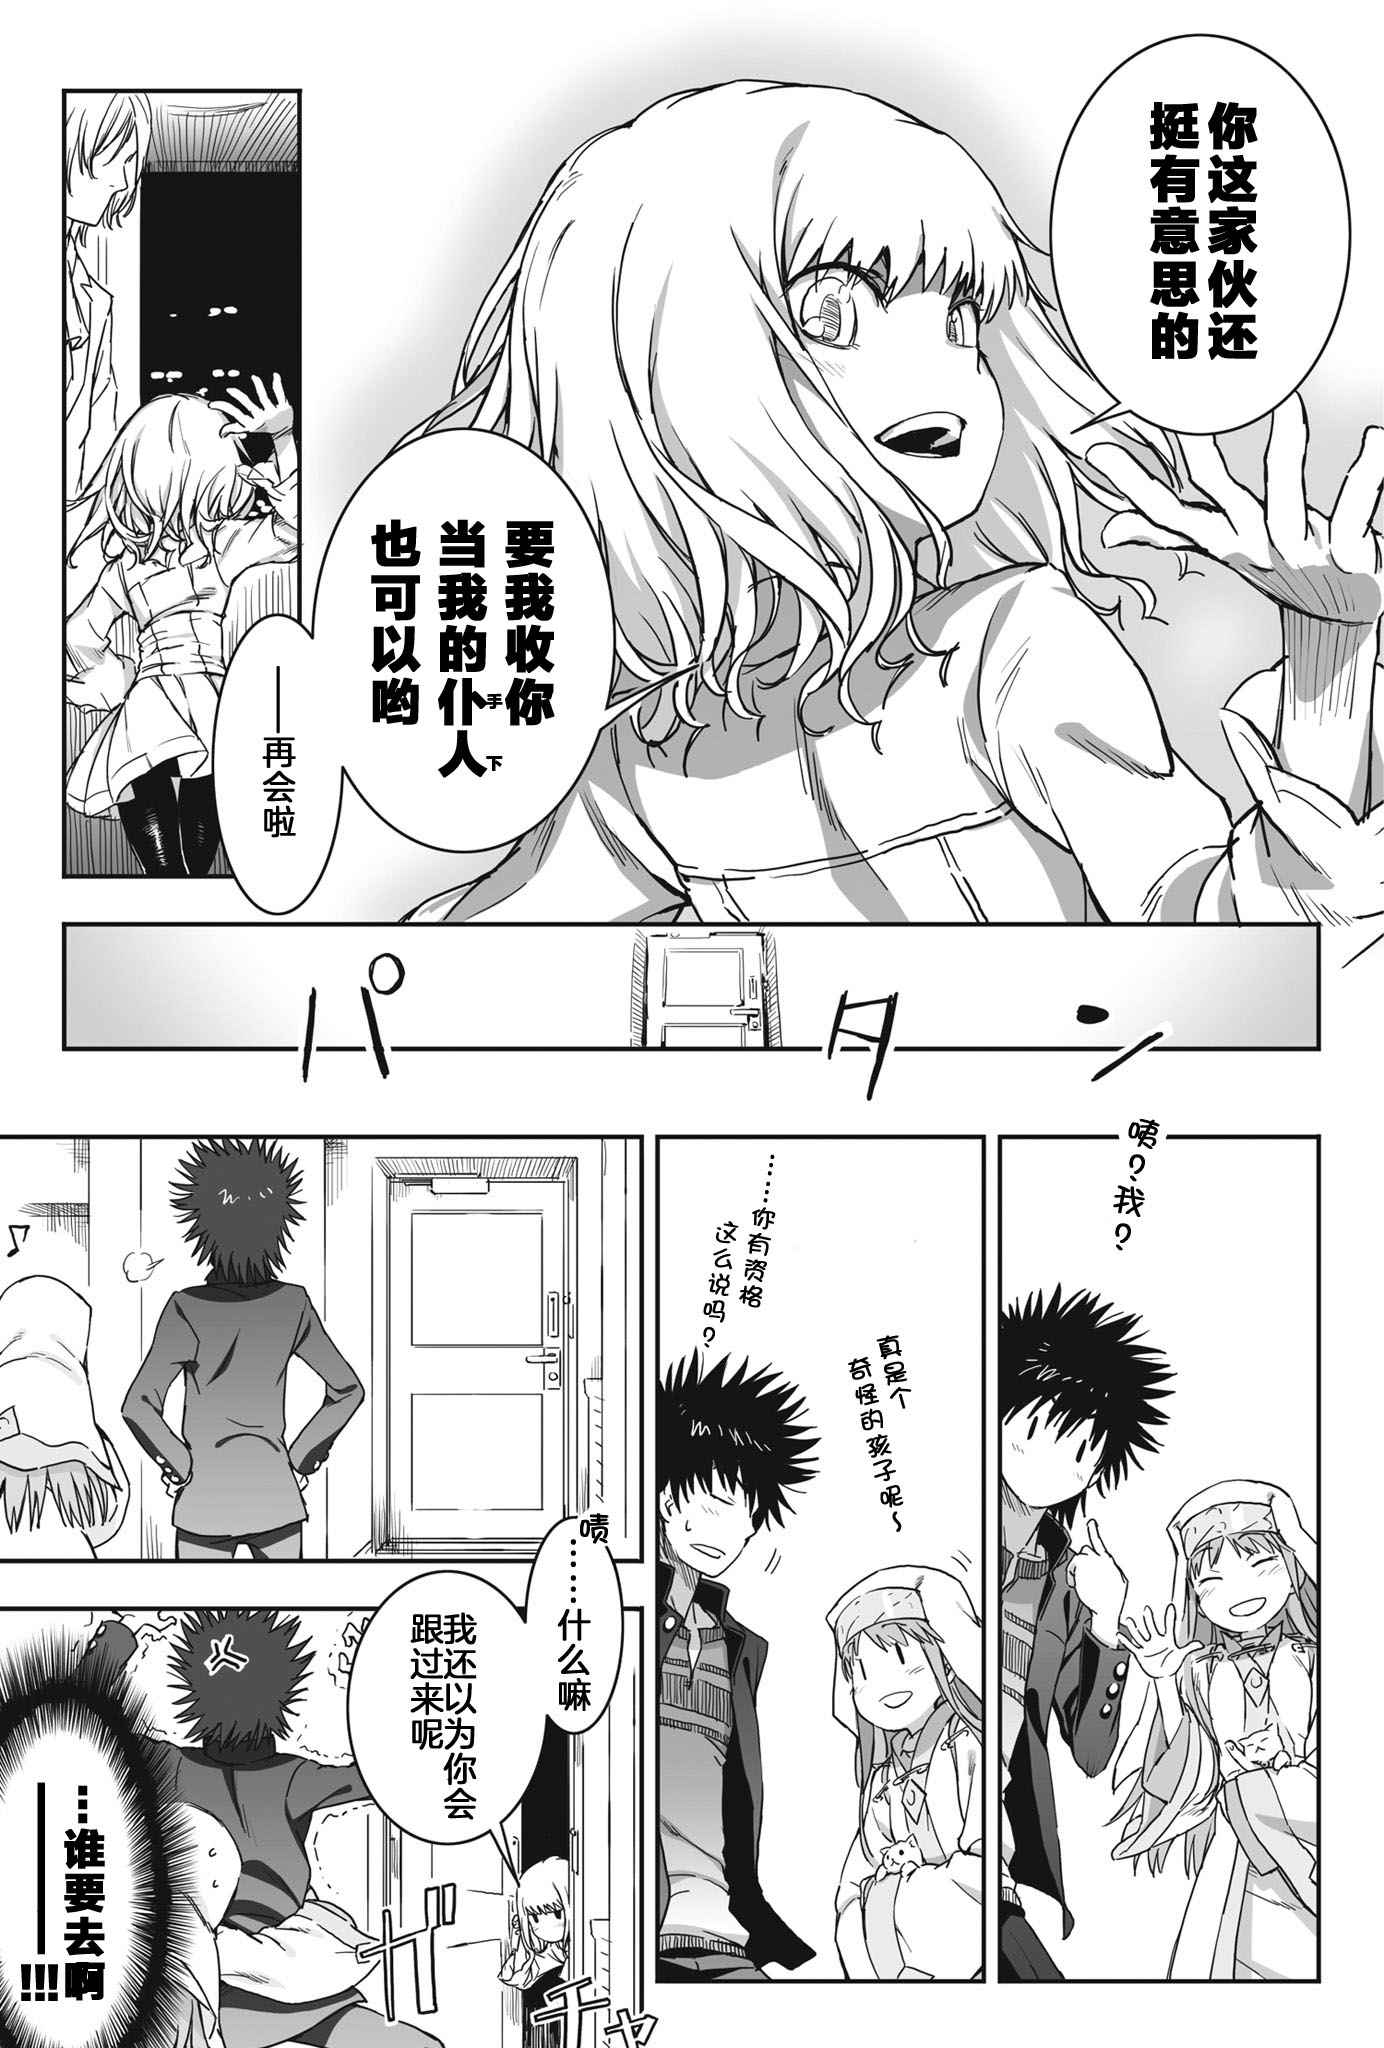 你这家伙还
挺有意思的
要我收你
当我的仆人
手下
也可以哟
——再会啦
パタン
咦？我？
真是个
奇怪的孩子呢～
……你有资格
这么说吗？
♪
啧……什么嘛
我还以为你会
跟过来呢
ガチャ
…谁要去啊
——!!!